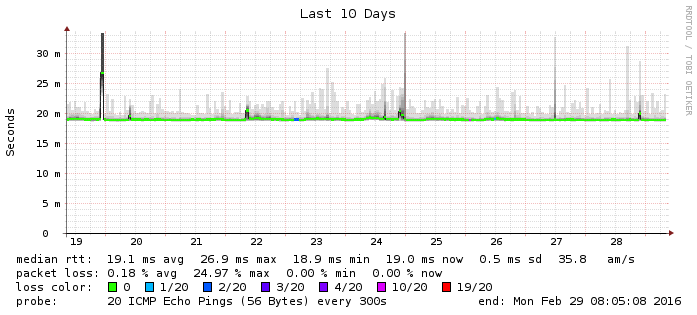 Last 10 Days
RRDTOOL / TOBI OETIKER
Seconds
30 m
25 m
20 m
15 m
10 m
5 m
0
19 20 21 22 23 24 25 26 27 28
median rtt: 19.1 ms avg 26.9 ms max 18.9 ms min 19.0 ms now 0.5 ms sd 35.8 am/s
packet loss: 0.18 % avg 24.97 % max 0.00 % min 0.00 % now
loss color: 0 1/20 2/20 3/20 4/20 10/20 19/20
probe: 20 ICMP Echo Pings (56 Bytes) every 300s end: Mon Feb 29 08:05:08 2016